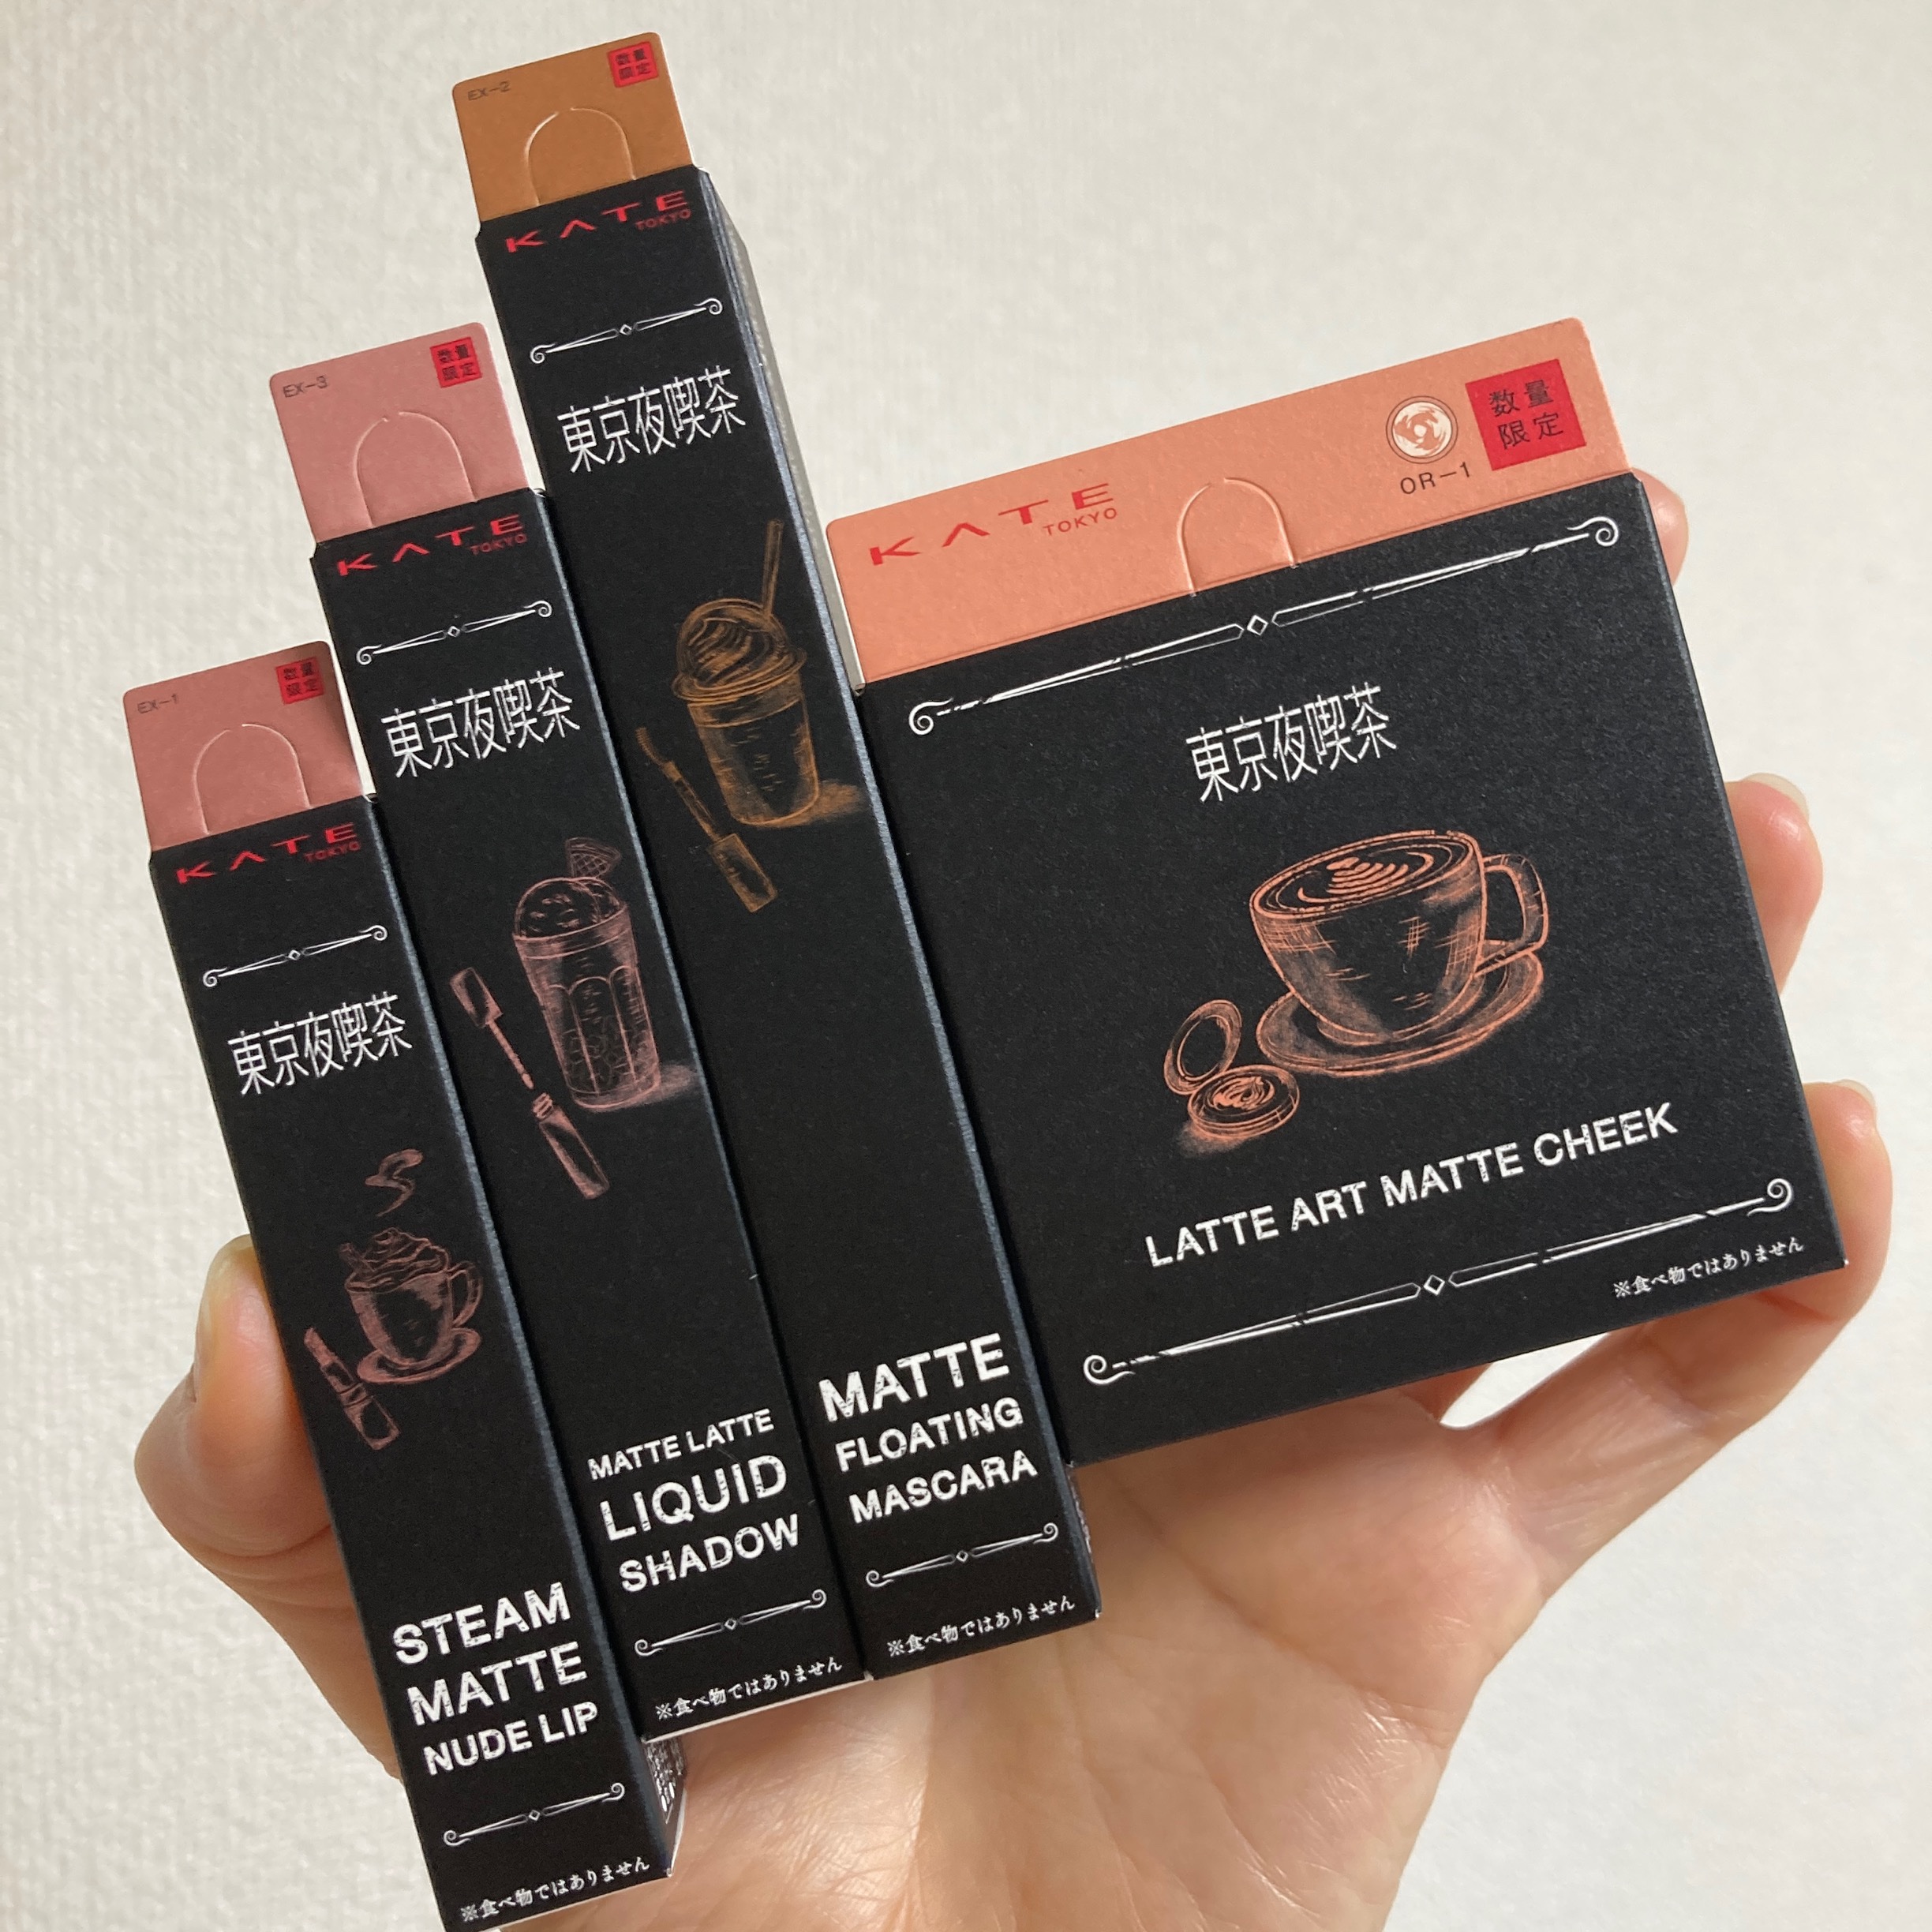 EX-1
数量
限定
KATE
TOKYO
東京夜喫茶
STEAM
MATTE
NUDE LIP
※食べ物ではありません
EX-3
数量
限定
KATE
TOKYO
東京夜喫茶
MATTE LATTE
LIQUID
SHADOW
※食べ物ではありません
EX-2
数量
限定
KATE
TOKYO
東京夜喫茶
MATTE
FLOATING
MASCARA
※食べ物ではありません
KATE
TOKYO
OR-1
数量
限定
東京夜喫茶
LATTE ART MATTE CHEEK
※食べ物ではありません